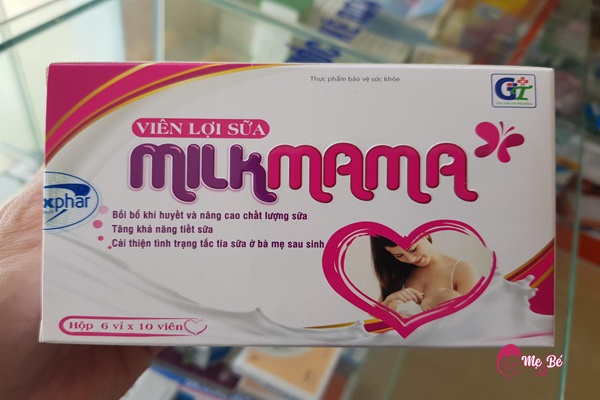 Thực phẩm bảo vệ sức khỏe
VIÊN LỢI SỮA
MILKMAMA
xphar
Bồi bổ khí huyết và nâng cao chất lượng sữa
Tăng khả năng tiết sữa
Cải thiện tình trạng tắc tia sữa ở bà mẹ sau sinh
Hộp 6 vỉ x 10 viên
Mẹ Bé